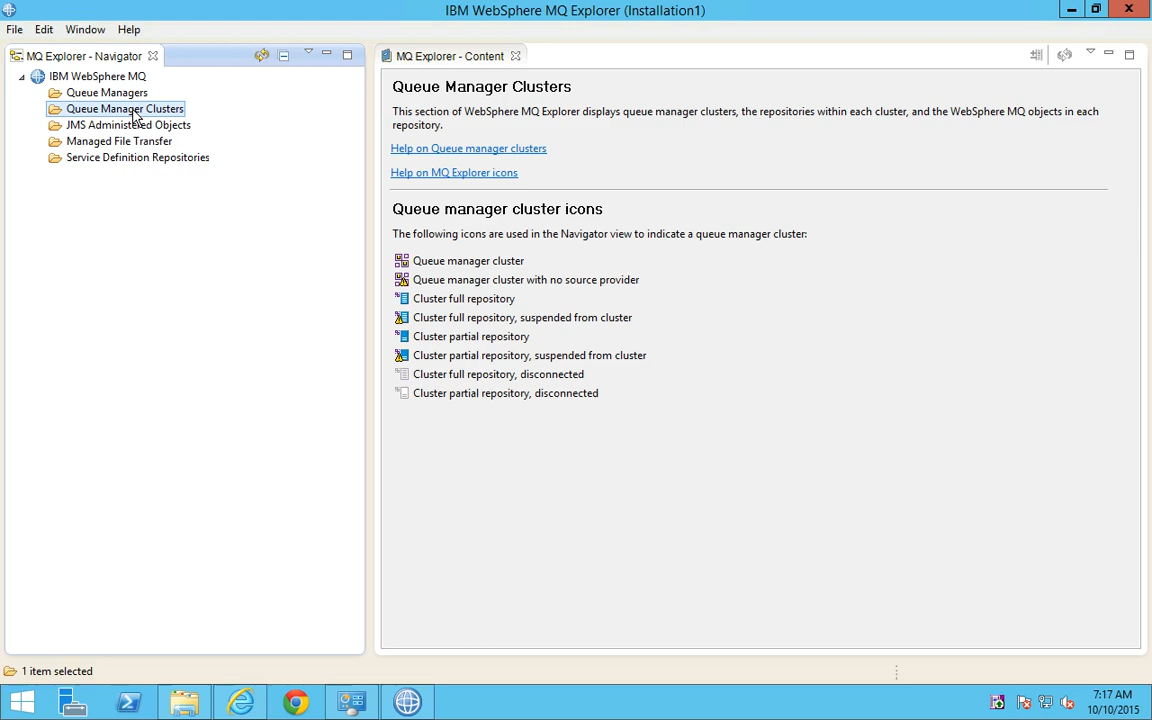 IBM WebSphere MQ Explorer (Installation1)
File Edit Window Help
MQ Explorer - Navigator
IBM WebSphere MQ
Queue Managers
Queue Manager Clusters
JMS Administered Objects
Managed File Transfer
Service Definition Repositories
MQ Explorer - Content
Queue Manager Clusters
This section of WebSphere MQ Explorer displays queue manager clusters, the repositories within each cluster, and the WebSphere MQ objects in each
repository.
Help on Queue manager clusters
Help on MQ Explorer icons
Queue manager cluster icons
The following icons are used in the Navigator view to indicate a queue manager cluster:
Queue manager cluster
Queue manager cluster with no source provider
Cluster full repository
Cluster full repository, suspended from cluster
Cluster partial repository
Cluster partial repository, suspended from cluster
Cluster full repository, disconnected
Cluster partial repository, disconnected
1 item selected
7:17 AM
10/10/2015